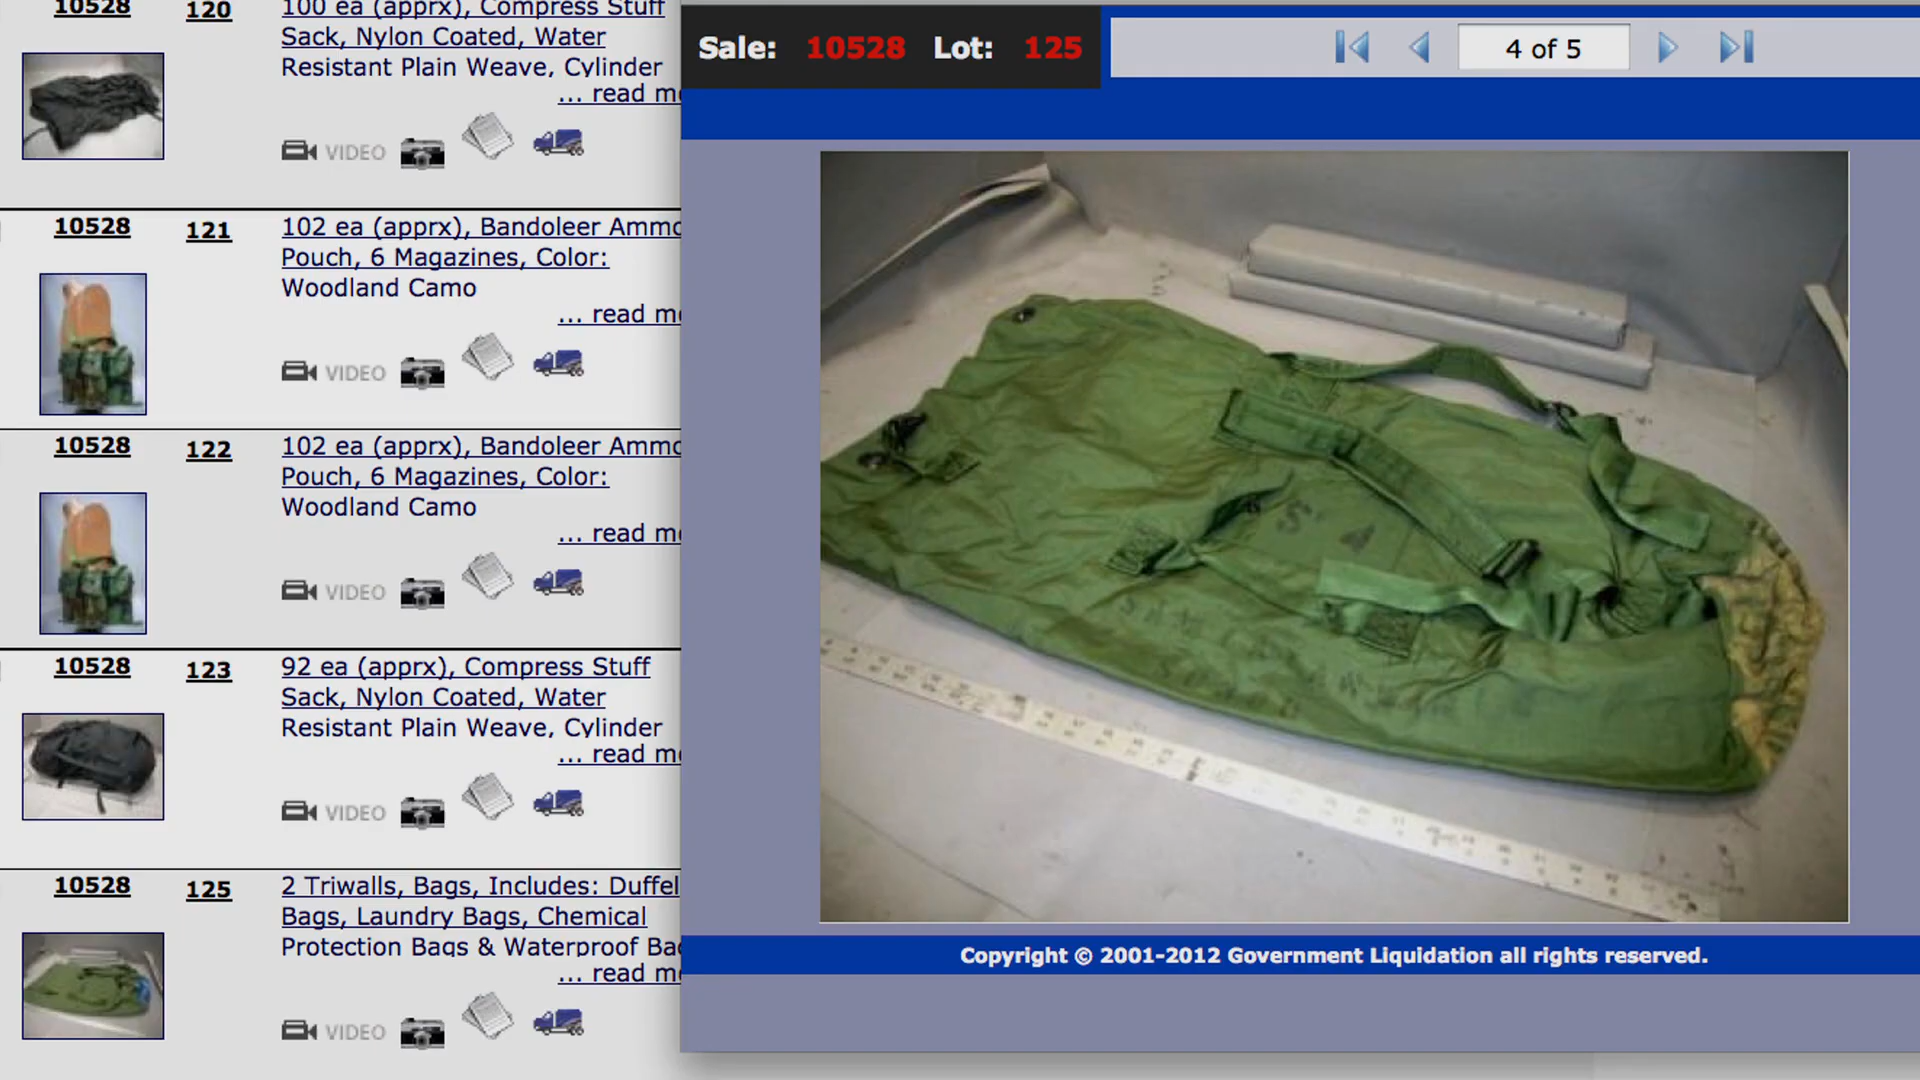 10528 120 100 ea (apprx), Compress Stuff
Sack, Nylon Coated, Water
Resistant Plain Weave, Cylinder
... read
VIDEO
10528 121 102 ea (apprx), Bandoleer Ammo
Pouch, 6 Magazines, Color:
Woodland Camo
... read
VIDEO
10528 122 102 ea (apprx), Bandoleer Ammo
Pouch, 6 Magazines, Color:
Woodland Camo
... read
VIDEO
10528 123 92 ea (apprx), Compress Stuff
Sack, Nylon Coated, Water
Resistant Plain Weave, Cylinder
... read
VIDEO
10528 125 2 Triwalls, Bags, Includes: Duffel
Bags, Laundry Bags, Chemical
Protection Bags & Waterproof
... read
VIDEO
Sale: 10528 Lot: 125
4 of 5
Copyright © 2001-2012 Government Liquidation all rights reserved.